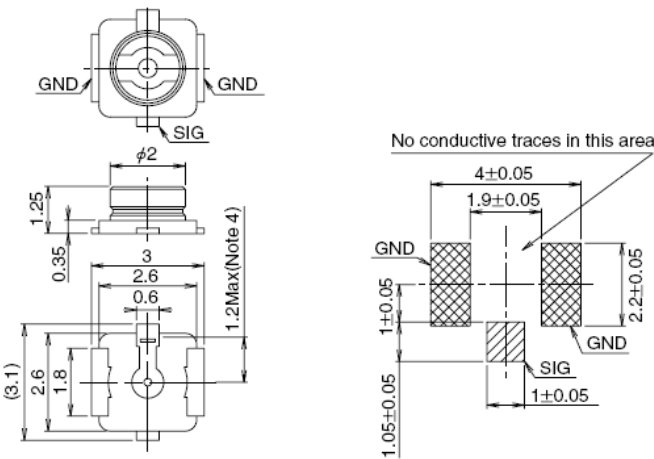 GND
GND
SIG
ϕ2
1.25
0.35
3
2.6
0.6
1.2Max(Note 4)
(3.1)
2.6
1.8
No conductive traces in this area
4±0.05
1.9±0.05
GND
1±0.05
2.2±0.05
GND
SIG
1±0.05
1.05±0.05